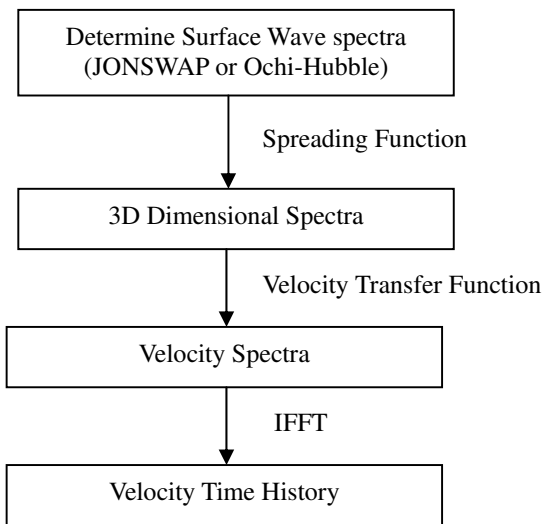 Determine Surface Wave spectra
(JONSWAP or Ochi-Hubble)
Spreading Function
3D Dimensional Spectra
Velocity Transfer Function
Velocity Spectra
IFFT
Velocity Time History